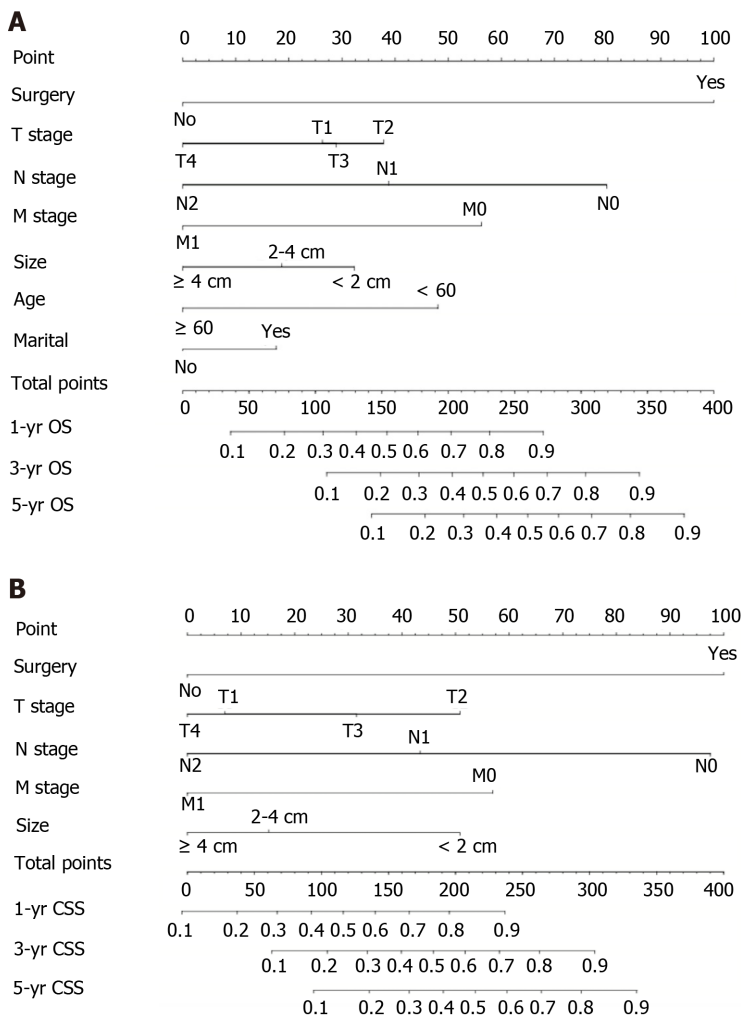 A
Point 0 10 20 30 40 50 60 70 80 90 100
Surgery No Yes
T stage T4 T1 T3 T2
N stage N2 N1 N0
M stage M1 M0
Size ≥ 4 cm 2-4 cm < 2 cm
Age ≥ 60 < 60
Marital No Yes
Total points 0 50 100 150 200 250 300 350 400
1-yr OS 0.1 0.2 0.3 0.4 0.5 0.6 0.7 0.8 0.9
3-yr OS 0.1 0.2 0.3 0.4 0.5 0.6 0.7 0.8 0.9
5-yr OS 0.1 0.2 0.3 0.4 0.5 0.6 0.7 0.8 0.9
B
Point 0 10 20 30 40 50 60 70 80 90 100
Surgery No Yes
T stage T4 T1 T3 T2
N stage N2 N1 N0
M stage M1 M0
Size ≥ 4 cm 2-4 cm < 2 cm
Total points 0 50 100 150 200 250 300 350 400
1-yr CSS 0.1 0.2 0.3 0.4 0.5 0.6 0.7 0.8 0.9
3-yr CSS 0.1 0.2 0.3 0.4 0.5 0.6 0.7 0.8 0.9
5-yr CSS 0.1 0.2 0.3 0.4 0.5 0.6 0.7 0.8 0.9